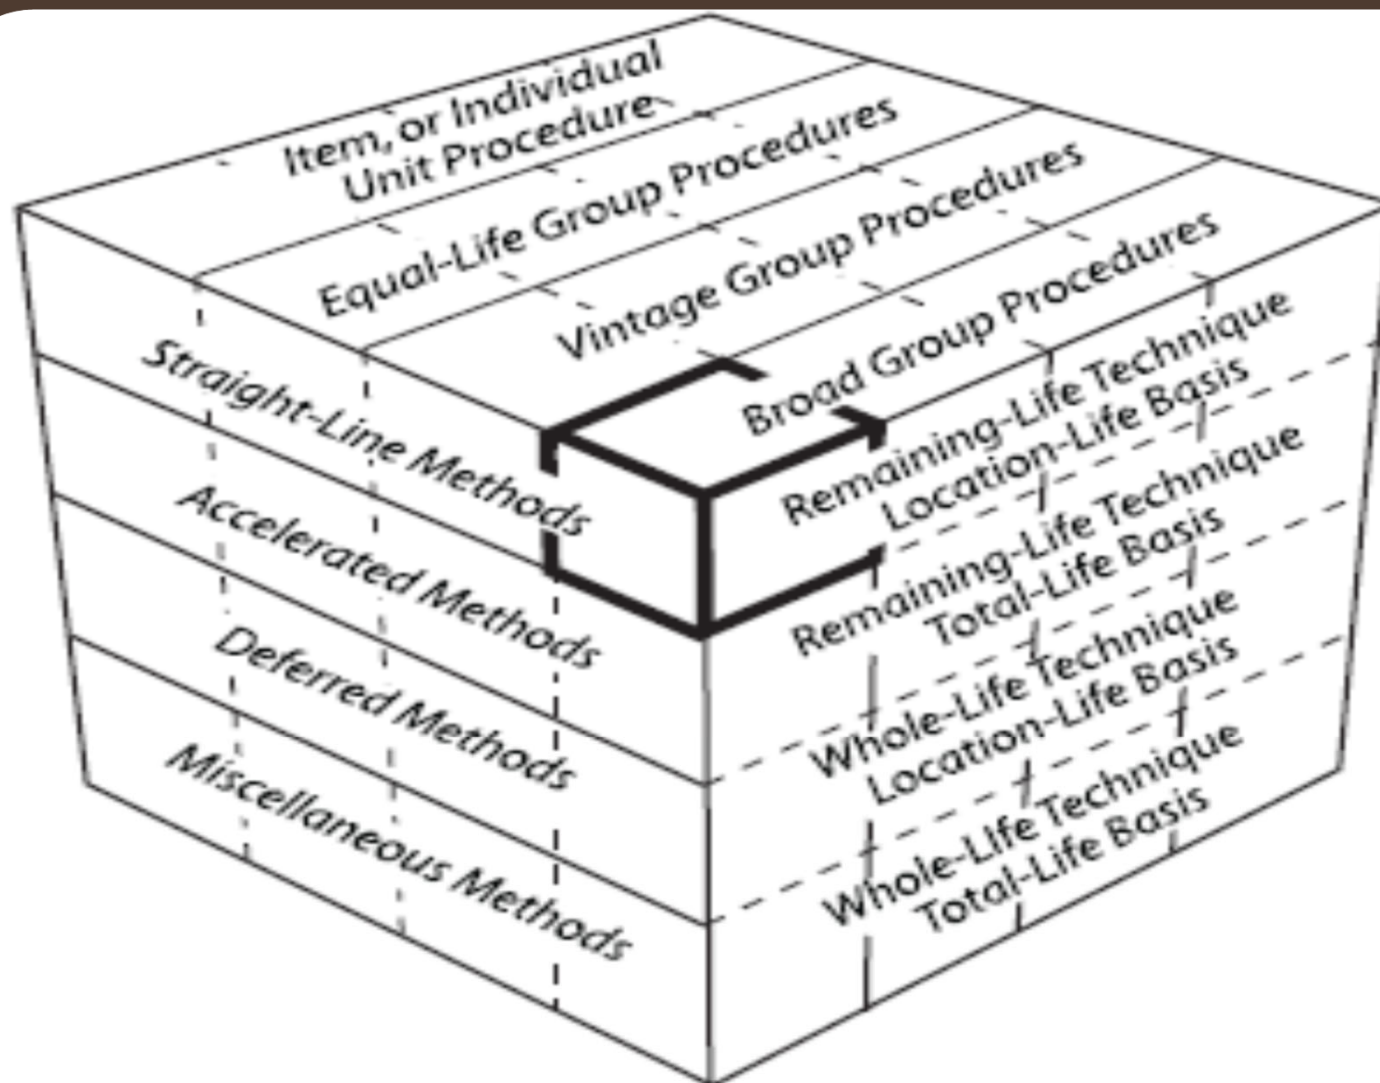 Item, or Individual
Unit Procedure
Equal-Life Group Procedures
Vintage Group Procedures
Broad Group Procedures
Straight-Line Methods
Accelerated Methods
Deferred Methods
Miscellaneous Methods
Remaining-Life Technique
Location-Life Basis
Remaining-Life Technique
Total-Life Basis
Whole-Life Technique
Location-Life Basis
Whole-Life Technique
Total-Life Basis